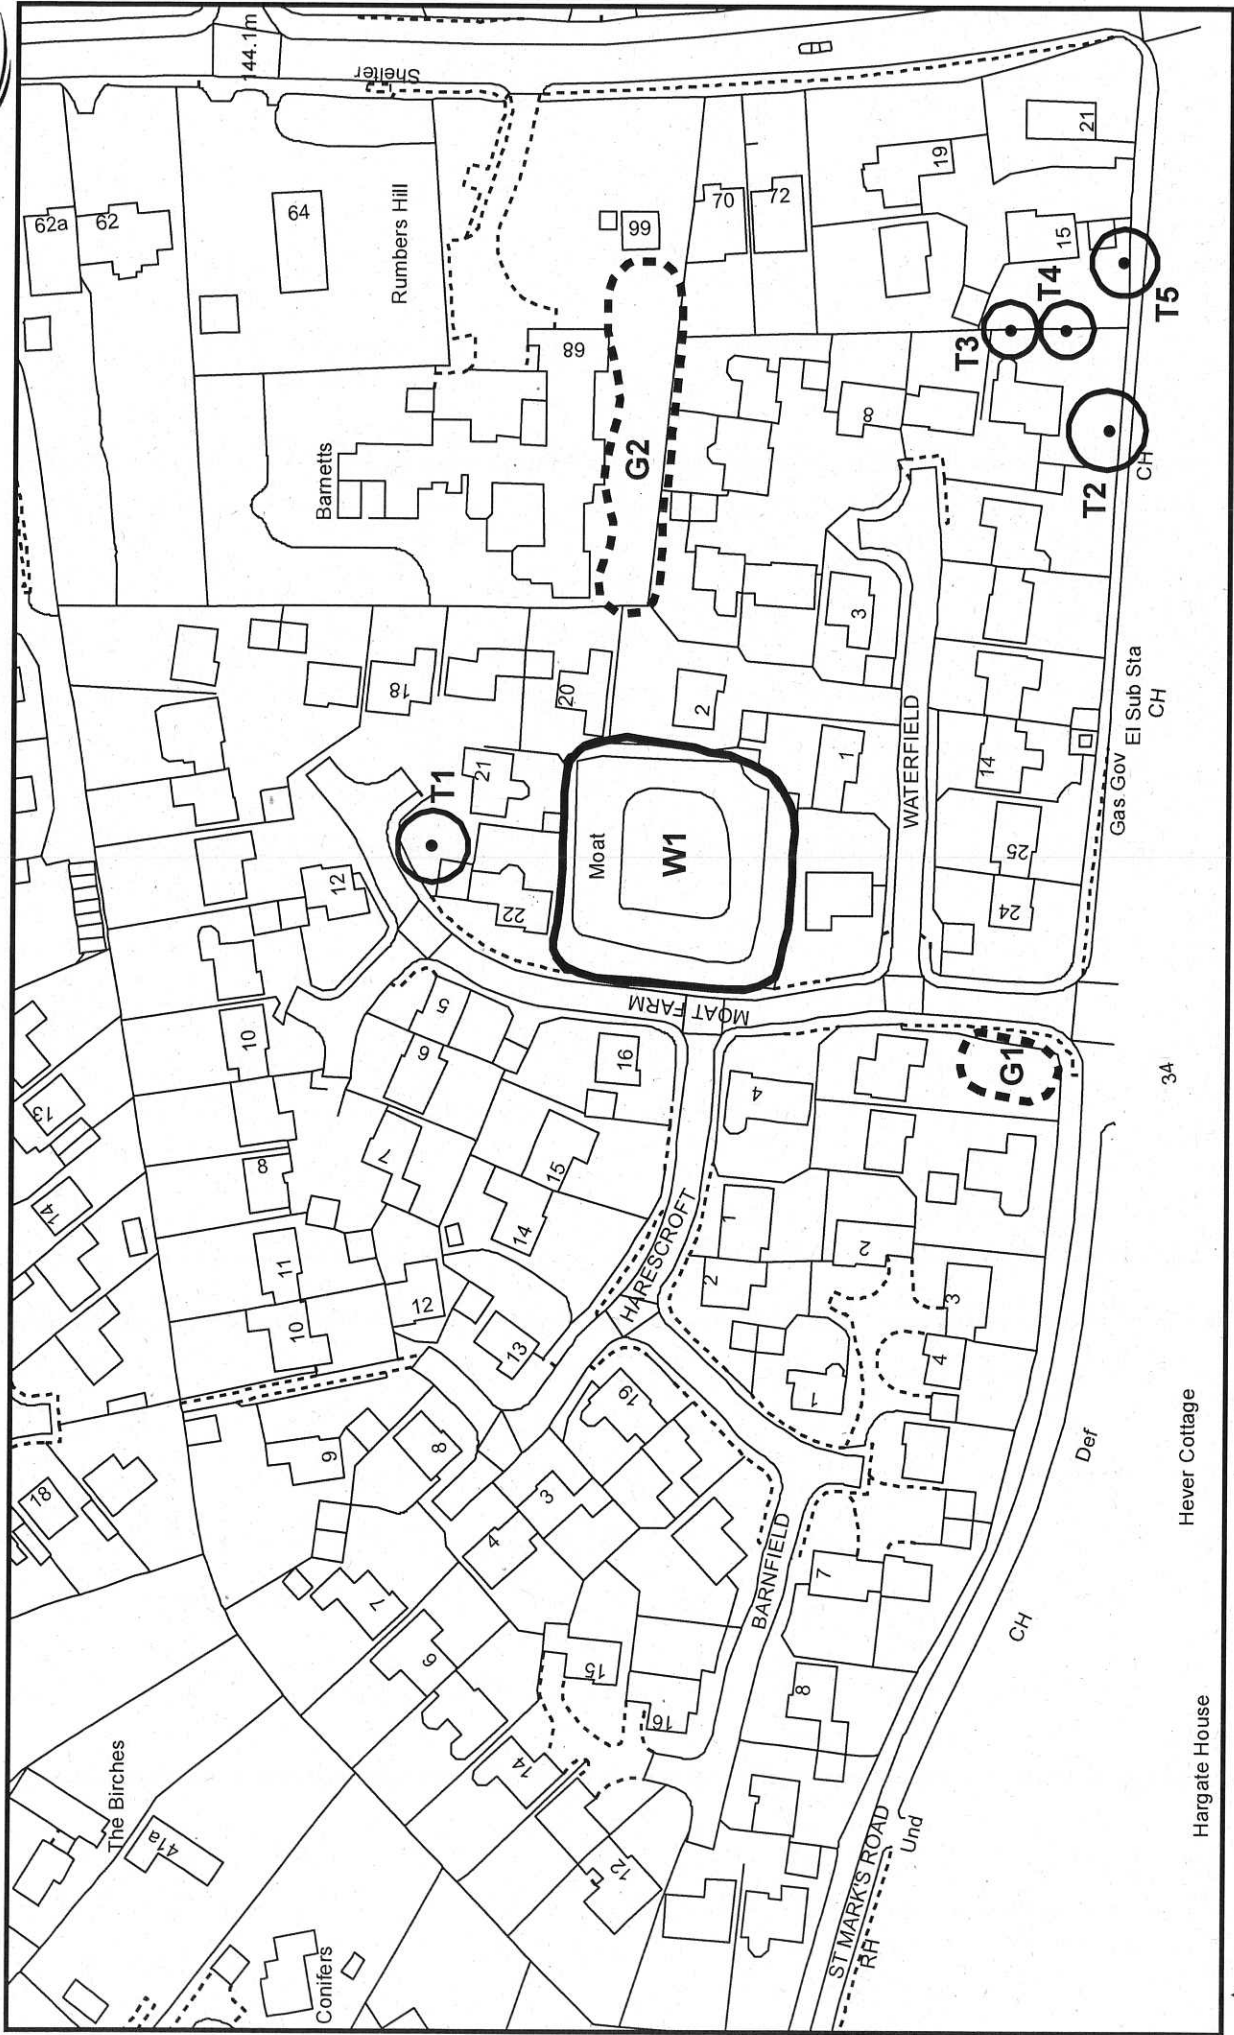 144.1m
Shelter
62a
62
64
Rumbers Hill
66
70
72
19
21
15
T4
T5
T3
68
Barnetts
G2
8
T2
CH
3
18
20
2
El Sub Sta
CH
T1
21
1
WATERFIELD
14
Gas Gov
Moat
W1
12
22
25
24
MOAT FARM
5
6
10
16
13
4
G1
34
8
7
15
14
14
11
12
10
13
HARESCROFT
1
2
2
3
4
1
19
9
8
3
4
18
Def
Hever Cottage
BARNFIELD
7
7
6
15
16
8
CH
14
12
The Birches
41a
Hargate House
Und
ST MARK'S ROAD
RH
Conifers